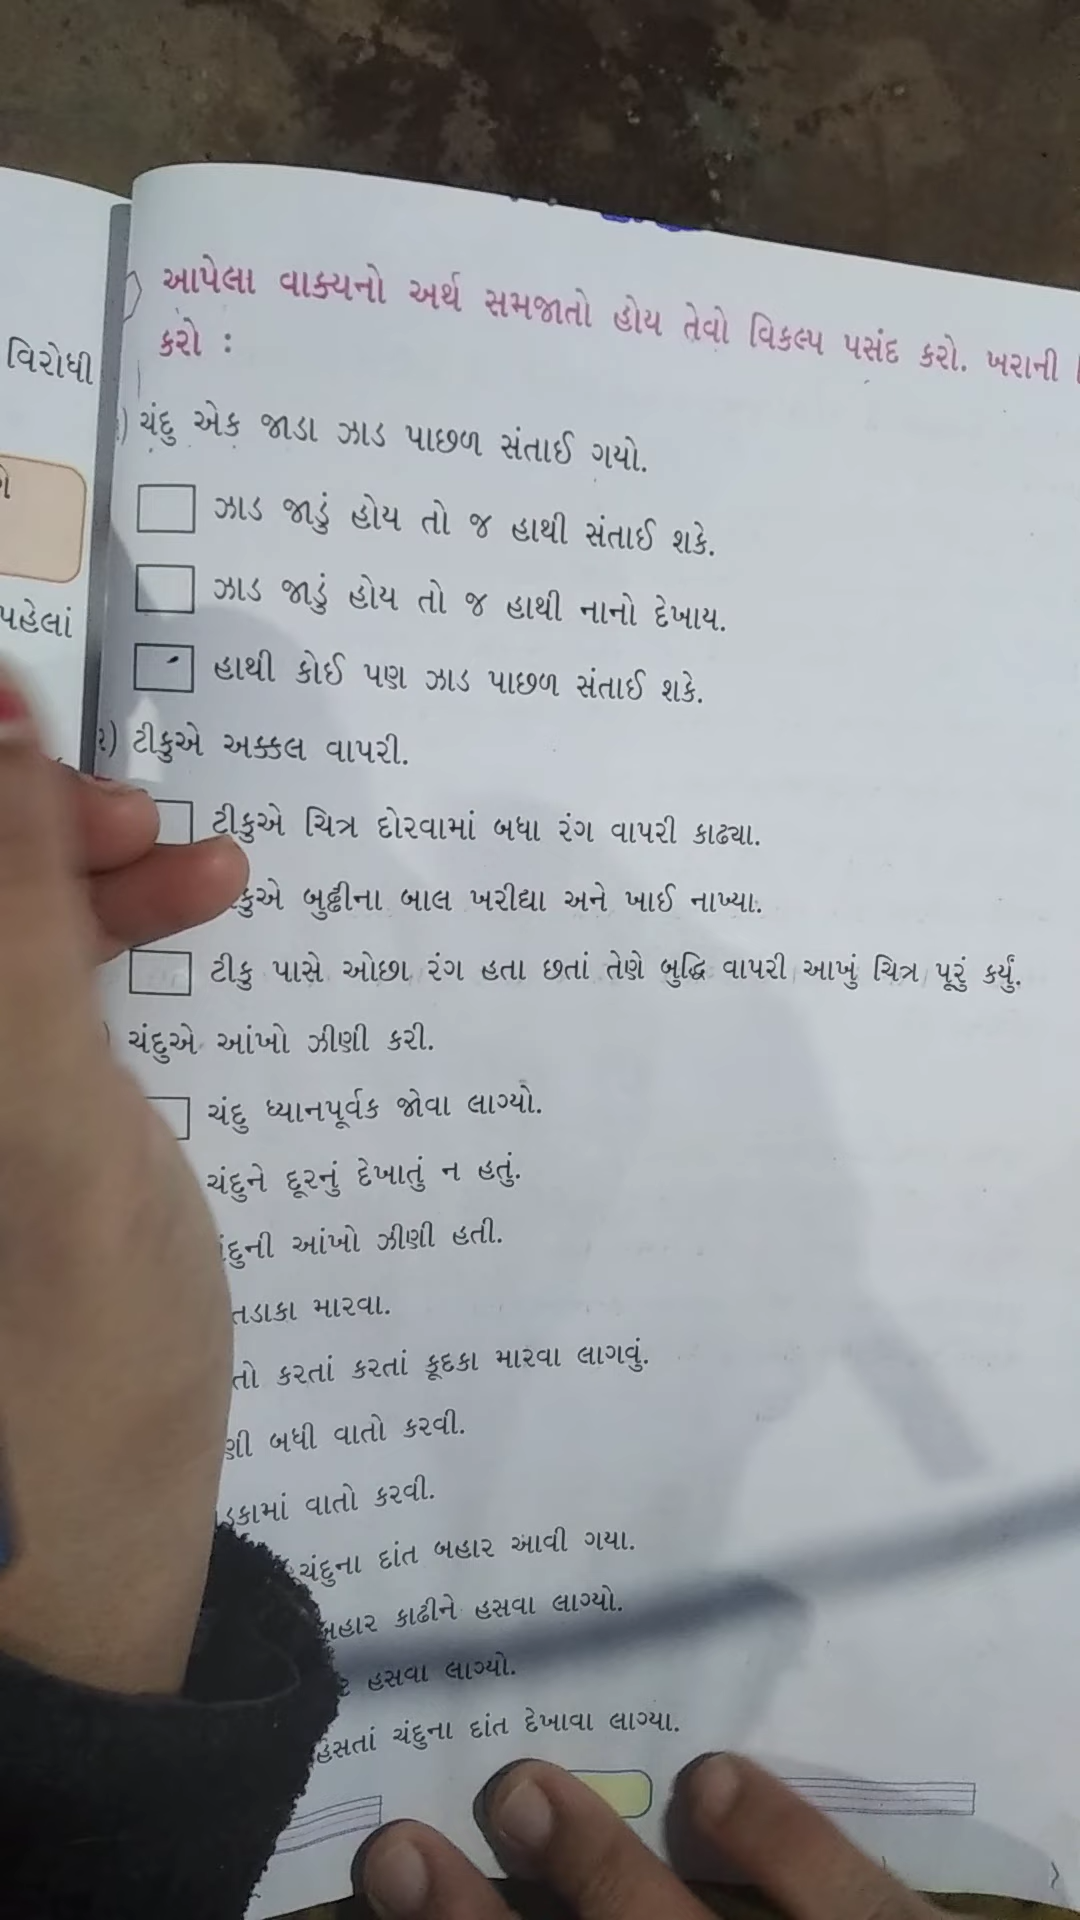 વિરોધી
પહેલાં
આપેલા વાક્યનો અર્થ સમજાતો હોય તેવો વિકલ્પ પસંદ કરો. ખરાની
કરો :
ચંદુ એક જાડા ઝાડ પાછળ સંતાઈ ગયો.
ઝાડ જાડું હોય તો જ હાથી સંતાઈ શકે.
ઝાડ જાડું હોય તો જ હાથી નાનો દેખાય.
હાથી કોઈ પણ ઝાડ પાછળ સંતાઈ શકે.
૨) ટીકુએ અક્કલ વાપરી.
ટીકુએ ચિત્ર દોરવામાં બધા રંગ વાપરી કાઢ્યા.
બુઢ્ઢીના બાલ ખરીદ્યા અને ખાઈ નાખ્યા.
ટીકુ પાસે ઓછા રંગ હતા છતાં તેણે બુદ્ધિ વાપરી આખું ચિત્ર પૂરું કર્યું.
) ચંદુએ આંખો ઝીણી કરી.
ચંદુ ધ્યાનપૂર્વક જોવા લાગ્યો.
ચંદુને દૂરનું દેખાતું ન હતું.
આંખો ઝીણી હતી.
તડાકા મારવા.
કરતાં કરતાં કૂદકા મારવા લાગવું.
બધી વાતો કરવી.
વાતો કરવી.
ચંદુના દાંત બહાર આવી ગયા.
બહાર કાઢીને હસવા લાગ્યો.
હસવા લાગ્યો.
હસતાં ચંદુના દાંત દેખાવા લાગ્યા.